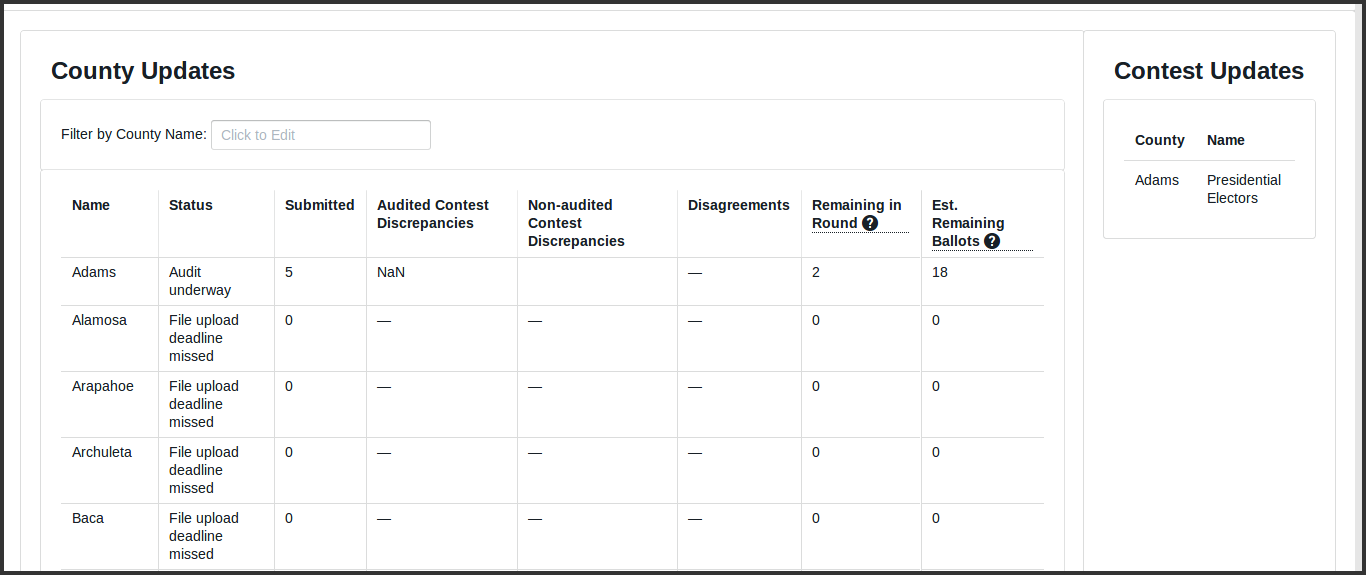 County Updates
Contest Updates
Filter by County Name: Click to Edit
County Name
Adams Presidential
Electors
Name Status Submitted Audited Contest Non-audited Disagreements Remaining in Est.
Discrepancies Contest Round ? Remaining
Discrepancies Ballots ?
Adams Audit 5 NaN — 2 18
underway
Alamosa File upload 0 — — — 0 0
deadline
missed
Arapahoe File upload 0 — — — 0 0
deadline
missed
Archuleta File upload 0 — — — 0 0
deadline
missed
Baca File upload 0 — — — 0 0
deadline
missed